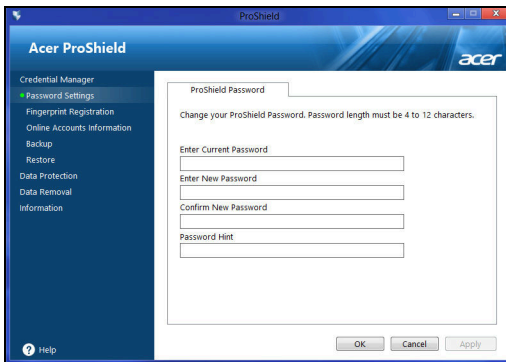 ProShield
Acer ProShield
acer
Credential Manager
Password Settings
Fingerprint Registration
Online Accounts Information
Backup
Restore
Data Protection
Data Removal
Information
? Help
ProShield Password
Change your ProShield Password. Password length must be 4 to 12 characters.
Enter Current Password
Enter New Password
Confirm New Password
Password Hint
OK Cancel Apply